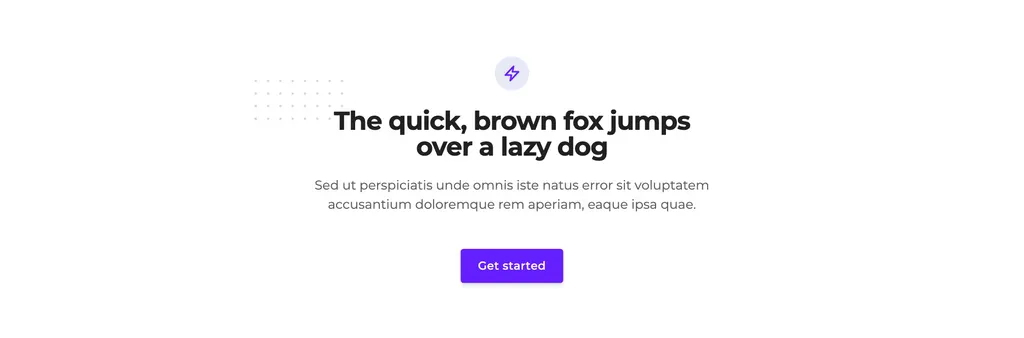 The quick, brown fox jumps
over a lazy dog
Sed ut perspiciatis unde omnis iste natus error sit voluptatem
accusantium doloremque rem aperiam, eaque ipsa quae.
Get started